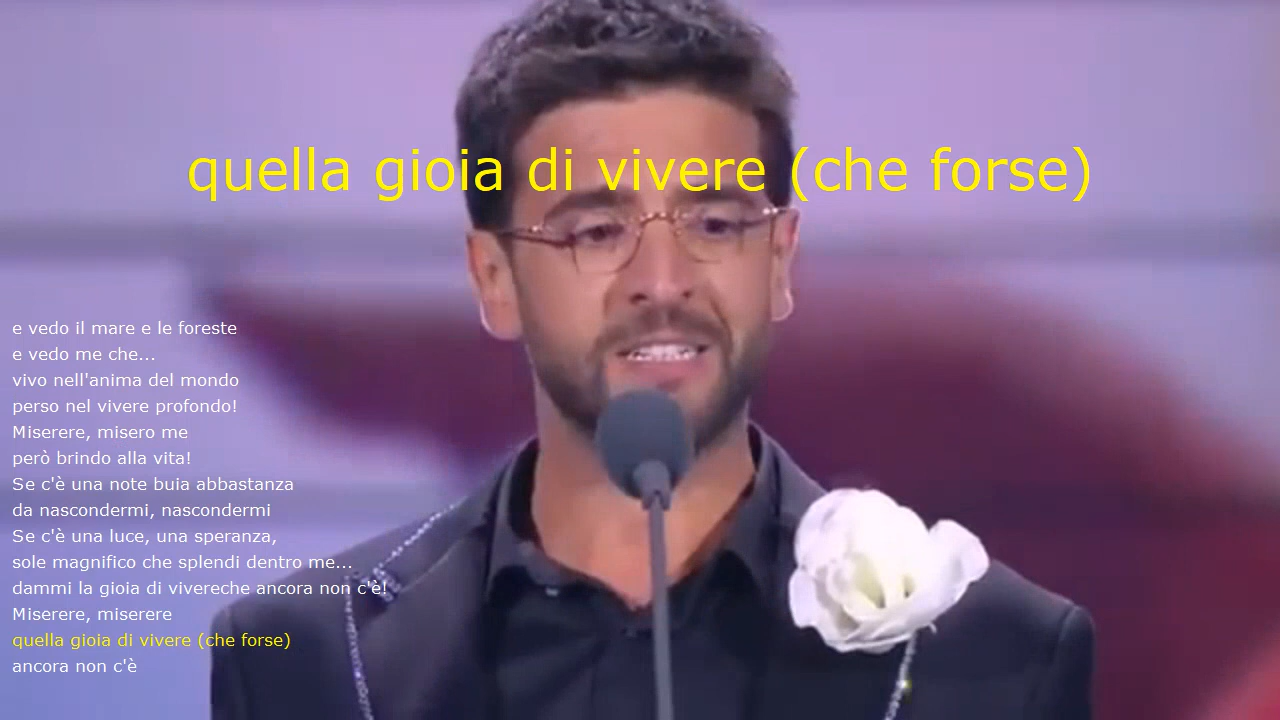 quella gioia di vivere (che forse)
e vedo il mare e le foreste
e vedo me che...
vivo nell'anima del mondo
perso nel vivere profondo!
Miserere, misero me
però brindo alla vita!
Se c'è una note buia abbastanza
da nascondermi, nascondermi
Se c'è una luce, una speranza,
sole magnifico che splendi dentro me...
dammi la gioia di vivereche ancora non c'è!
Miserere, miserere
quella gioia di vivere (che forse)
ancora non c'è